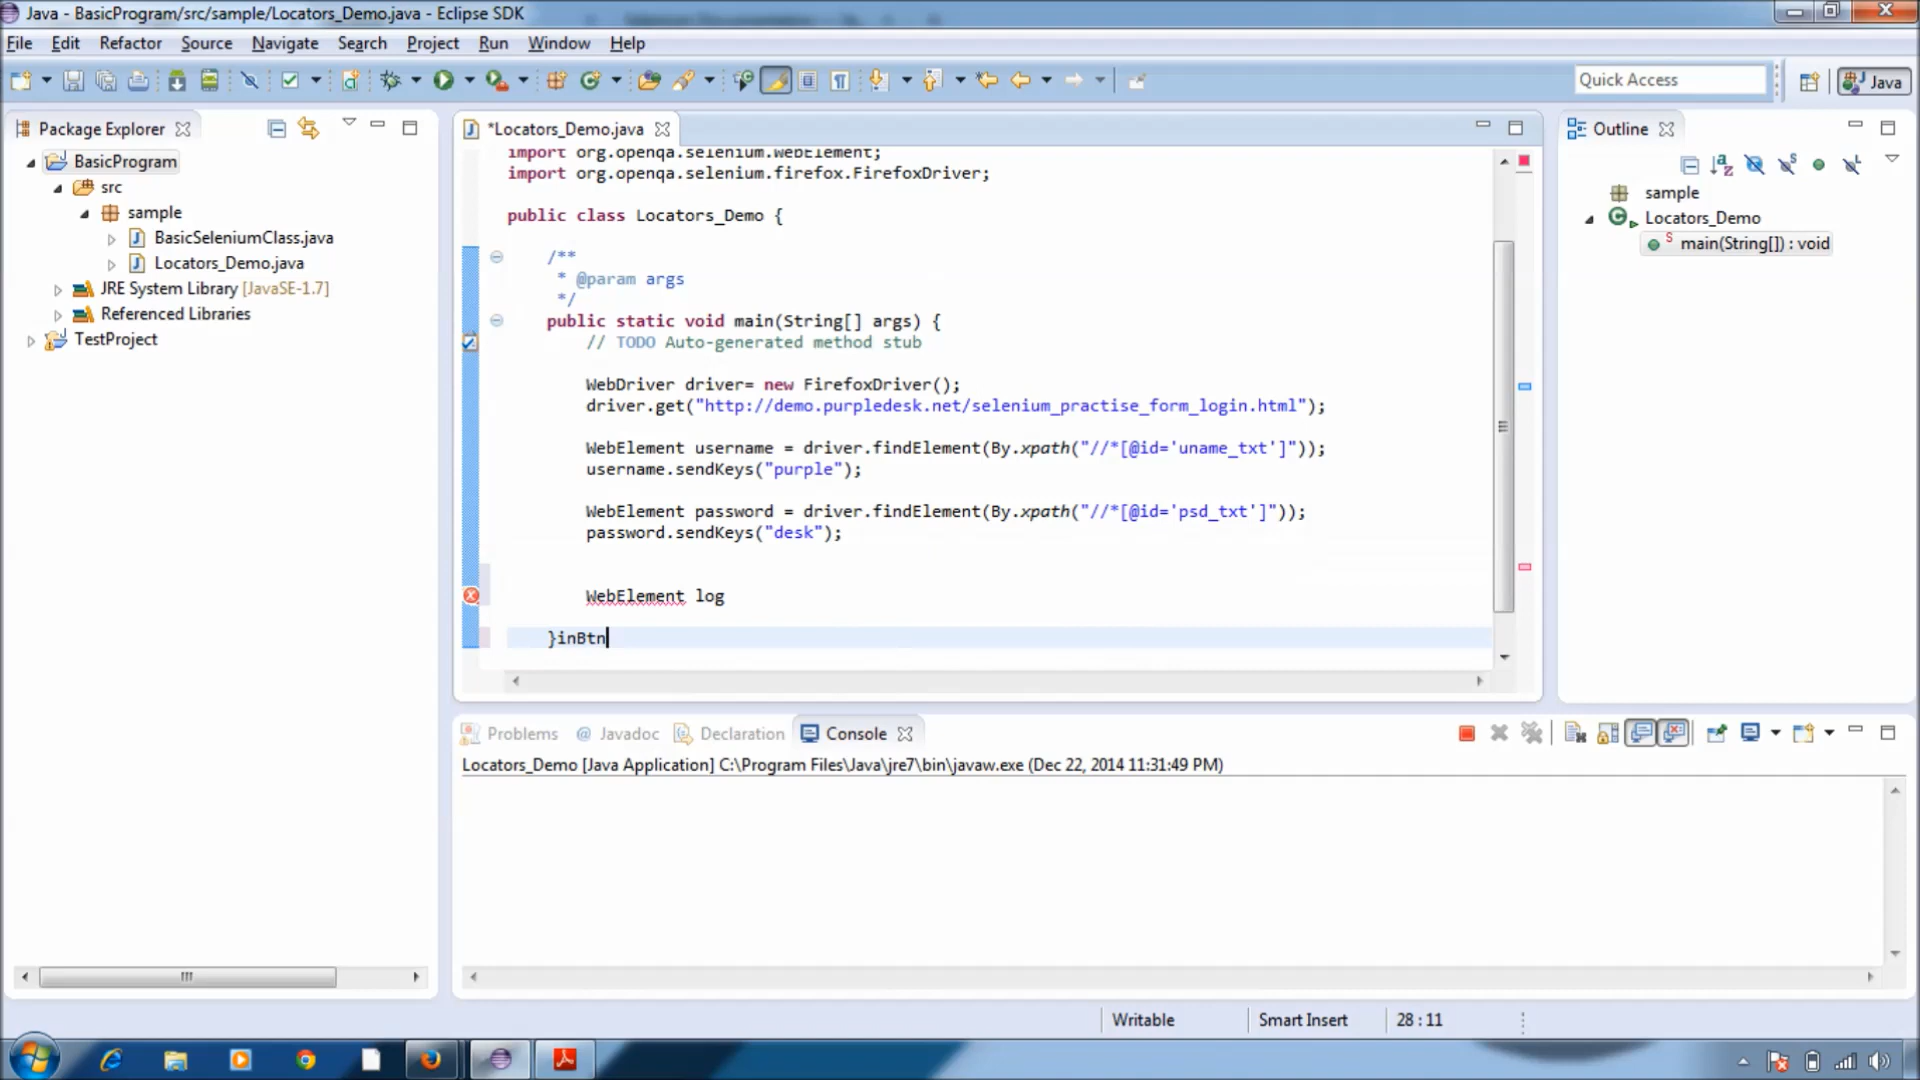 Java - BasicProgram/src/sample/Locators_Demo.java - Eclipse SDK
File Edit Refactor Source Navigate Search Project Run Window Help
Quick Access
Java
Package Explorer
BasicProgram
src
sample
BasicSeleniumClass.java
Locators_Demo.java
JRE System Library [JavaSE-1.7]
Referenced Libraries
TestProject
*Locators_Demo.java
import org.openqa.selenium.WebElement;
import org.openqa.selenium.firefox.FirefoxDriver;
public class Locators_Demo {
/**
* @param args
*/
public static void main(String[] args) {
// TODO Auto-generated method stub
WebDriver driver= new FirefoxDriver();
driver.get("http://demo.purpledesk.net/selenium_practise_form_login.html");
WebElement username = driver.findElement(By.xpath("//*[@id='uname_txt']"));
username.sendKeys("purple");
WebElement password = driver.findElement(By.xpath("//*[@id='psd_txt']"));
password.sendKeys("desk");
WebElement log
}inBtn
Outline
sample
Locators_Demo
main(String[]) : void
Problems @ Javadoc Declaration Console
Locators_Demo [Java Application] C:\Program Files\Java\jre7\bin\javaw.exe (Dec 22, 2014 11:31:49 PM)
Writable Smart Insert 28 : 11